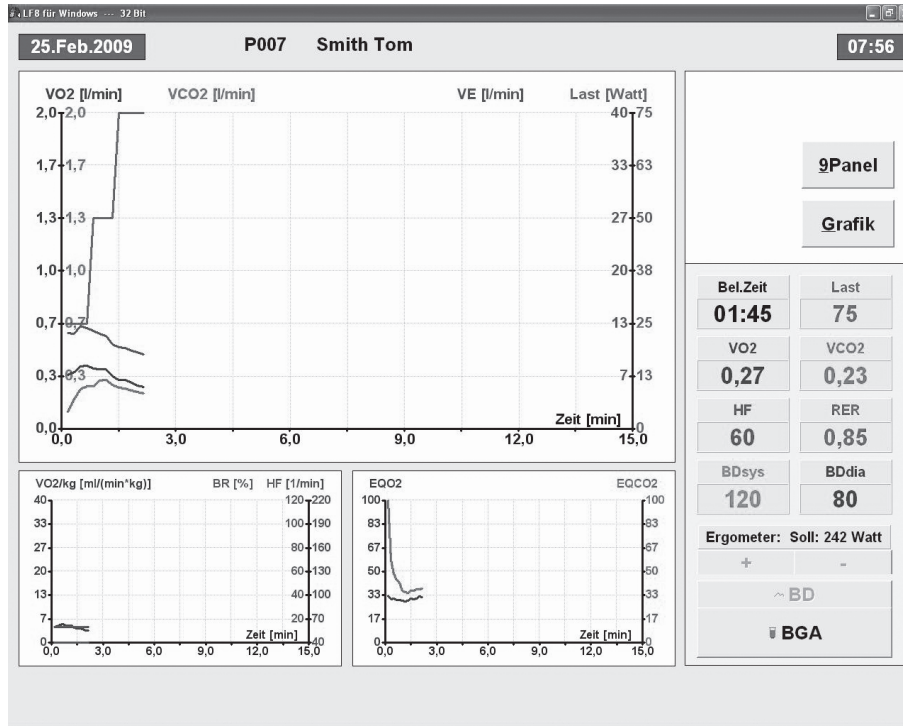 LF8 für Windows --- 32 Bit
25.Feb.2009 P007 Smith Tom 07:56
VO2 [l/min] VCO2 [l/min] VE [l/min] Last [Watt]
2,0 2,0 40 75
1,7 1,7 33 63
1,3 1,3 27 50
1,0 1,0 20 38
0,7 0,7 13 25
0,3 0,3 7 13
0,0 Zeit [min] 0
0,0 3,0 6,0 9,0 12,0 15,0
9Panel
Grafik
Bel.Zeit Last
01:45 75
VO2 VCO2
0,27 0,23
HF RER
60 0,85
BDsys BDdia
120 80
Ergometer: Soll: 242 Watt
+ -
BD
BGA
VO2/kg [ml/(min*kg)] BR [%] HF [1/min]
40 120 220
33 100 190
27 80 160
20 60 130
13 40 100
7 20 70
0 Zeit [min] 40
0,0 3,0 6,0 9,0 12,0 15,0
EQO2 EQCO2
100 100
83 83
67 67
50 50
33 33
17 17
0 Zeit [min] 0
0,0 3,0 6,0 9,0 12,0 15,0